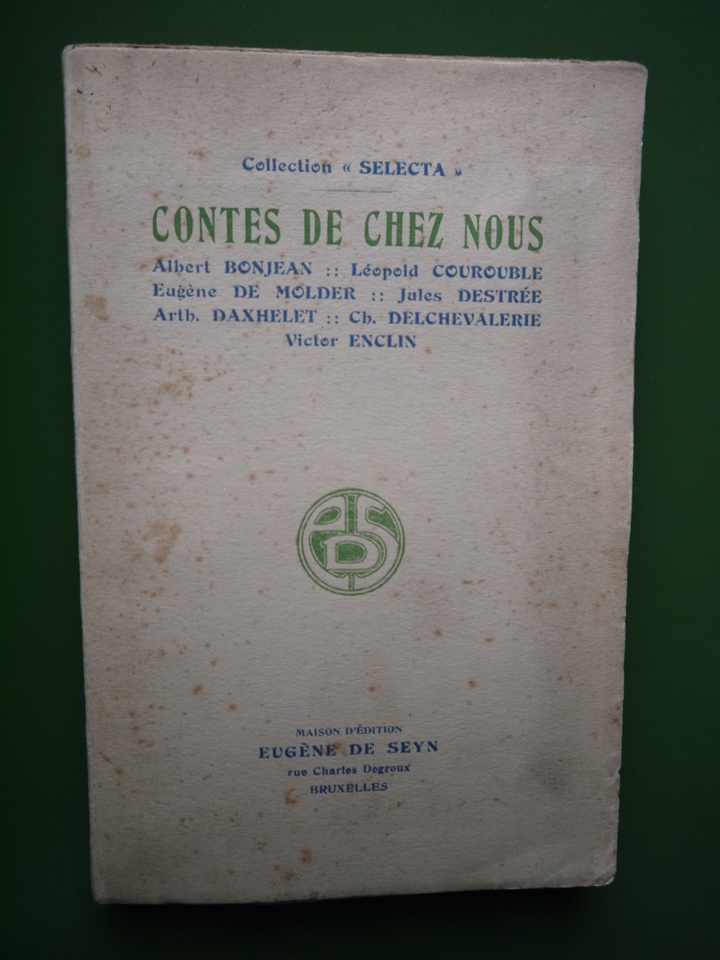 Collection « SELECTA »
CONTES DE CHEZ NOUS
Albert BONJEAN :: Léopold COUROUBLE
Eugène DE MOLDER :: Jules DESTRÉE
Arth. DAXHELET :: Ch. DELCHEVALERIE
Victor ENCLIN
MAISON D'ÉDITION
EUGÈNE DE SEYN
rue Charles Degroux
BRUXELLES